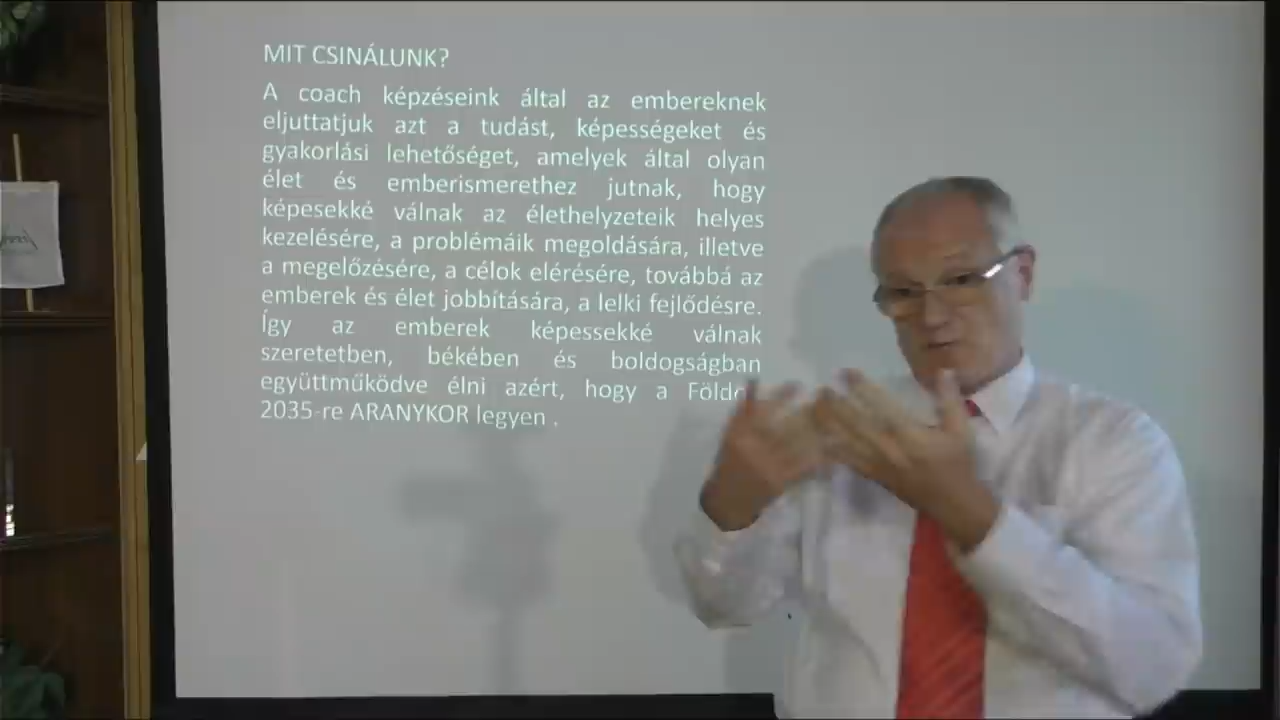 MIT CSINÁLUNK?
A coach képzéseink által az embereknek
eljuttatjuk azt a tudást, képességeket és
gyakorlási lehetőséget, amelyek által olyan
élet és emberismerethez jutnak, hogy
képesekké válnak az élethelyzeteik helyes
kezelésére, a problémáik megoldására, illetve
a megelőzésére, a célok elérésére, továbbá az
emberek és élet jobbítására, a lelki fejlődésre.
Így az emberek képessekké válnak
szeretetben, békében és boldogságban
együttműködve élni azért, hogy a
2035-re ARANYKOR legyen .